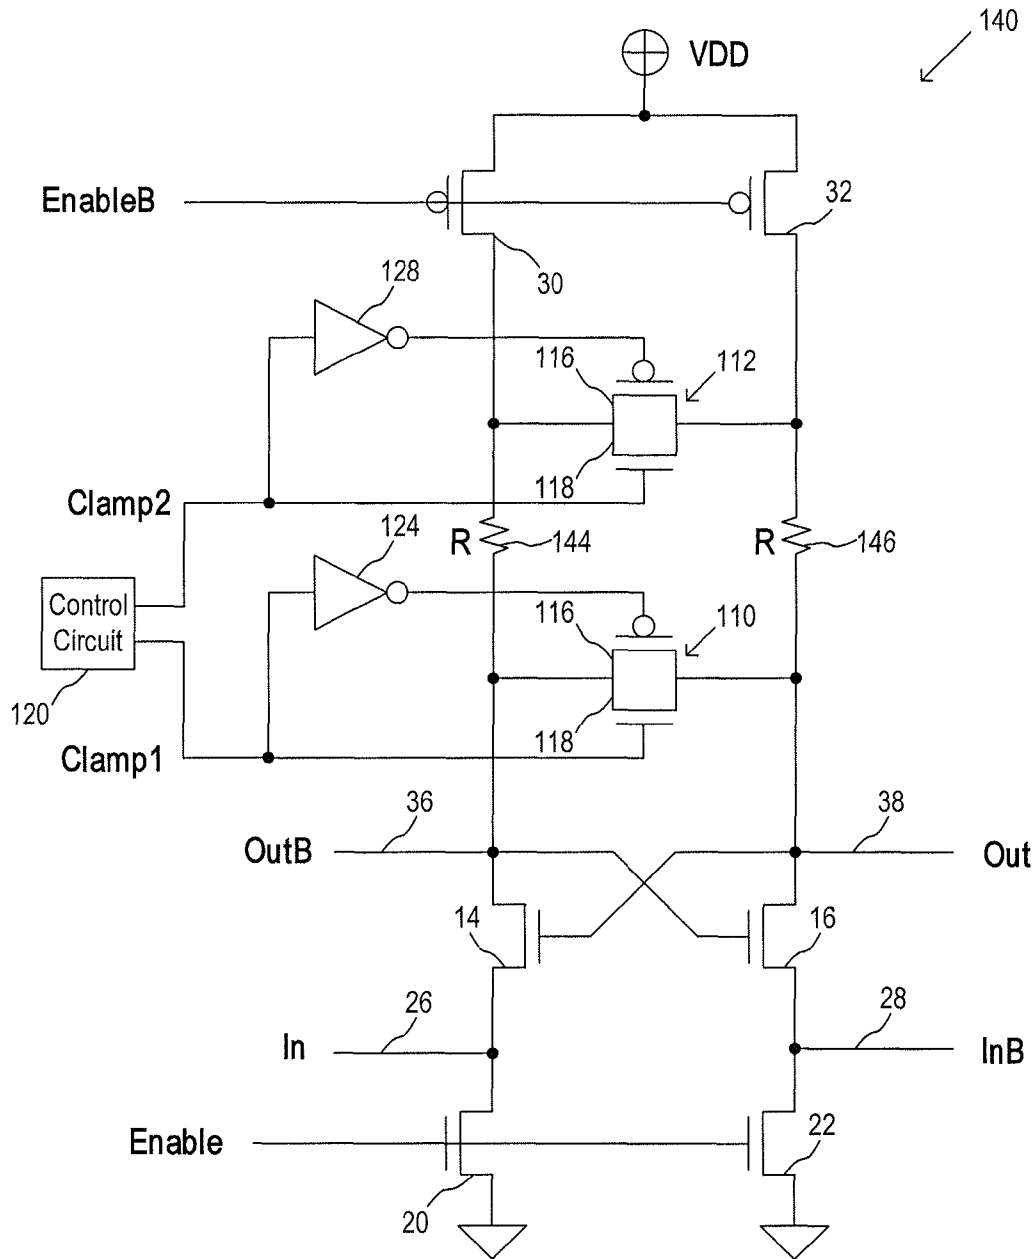 140
VDD
EnableB
32
30
128
116
112
118
Clamp2
124
R
144
R
146
Control
Circuit
116
110
120
118
Clamp1
36
38
OutB
Out
14
16
26
28
In
InB
Enable
22
20